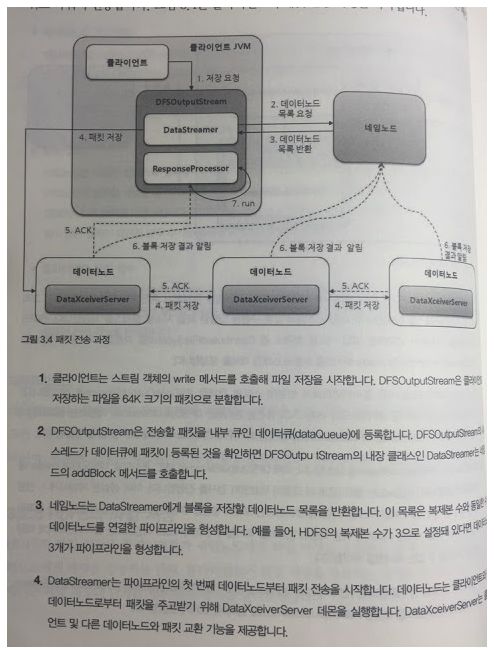 클라이언트 JVM
클라이언트
1. 저장 요청
DFSOutputStream
DataStreamer
ResponseProcessor
2. 데이터노드
목록 요청
3. 데이터노드
목록 반환
네임노드
4. 패킷 저장
7. run
5. ACK
6. 블록 저장 결과 알림
6. 블록 저장 결과 알림
6. 블록 저장
결과 알림
데이터노드
DataXceiverServer
5. ACK
4. 패킷 저장
데이터노드
DataXceiverServer
5. ACK
4. 패킷 저장
데이터노드
DataXceiverServer
그림 3.4 패킷 전송 과정
1. 클라이언트는 스트림 객체의 write 메서드를 호출해 파일 저장을 시작합니다. DFSOutputStream은
저장하는 파일을 64K 크기의 패킷으로 분할합니다.
2. DFSOutputStream은 전송할 패킷을 내부 큐인 데이터큐(dataQueue)에 등록합니다. DFSOutputStream의
스레드가 데이터큐에 패킷이 등록된 것을 확인하면 DFSOutpu tStream의 내장 클래스인 DataStreamer는
드의 addBlock 메서드를 호출합니다.
3. 네임노드는 DataStreamer에게 블록을 저장할 데이터노드 목록을 반환합니다. 이 목록은 복제본 수와 동일한
데이터노드를 연결한 파이프라인을 형성합니다. 예를 들어, HDFS의 복제본 수가 3으로 설정돼 있다면
3개가 파이프라인을 형성합니다.
4. DataStreamer는 파이프라인의 첫 번째 데이터노드부터 패킷 전송을 시작합니다. 데이터노드는
데이터노드로부터 패킷을 주고받기 위해 DataXceiverServer 데몬을 실행합니다. DataXceiverServer는
언트 및 다른 데이터노드와 패킷 교환 기능을 제공합니다.